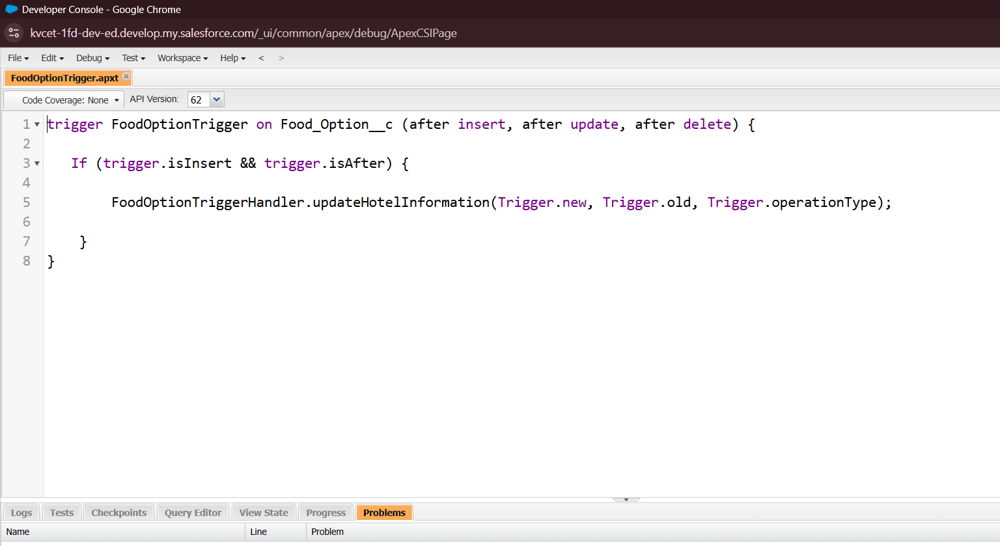 Developer Console - Google Chrome
kvcet-1fd-dev-ed.develop.my.salesforce.com/_ui/common/apex/debug/ApexCSIPage
File Edit Debug Test Workspace Help < >
FoodOptionTrigger.apxt
Code Coverage: None API Version: 62
1 trigger FoodOptionTrigger on Food_Option__c (after insert, after update, after delete) {
2
3 If (trigger.isInsert && trigger.isAfter) {
4
5 FoodOptionTriggerHandler.updateHotelInformation(Trigger.new, Trigger.old, Trigger.operationType);
6
7 }
8 }
Logs Tests Checkpoints Query Editor View State Progress Problems
Name Line Problem